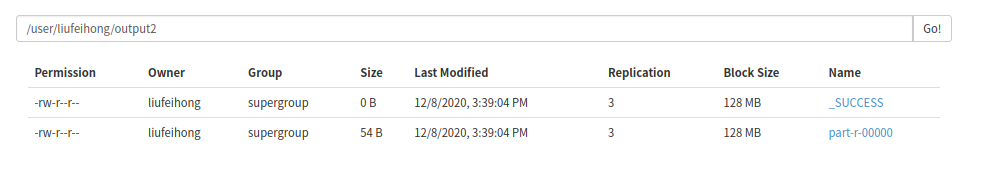 /user/liufeihong/output2 Go!
Permission Owner Group Size Last Modified Replication Block Size Name
-rw-r--r-- liufeihong supergroup 0 B 12/8/2020, 3:39:04 PM 3 128 MB _SUCCESS
-rw-r--r-- liufeihong supergroup 54 B 12/8/2020, 3:39:04 PM 3 128 MB part-r-00000